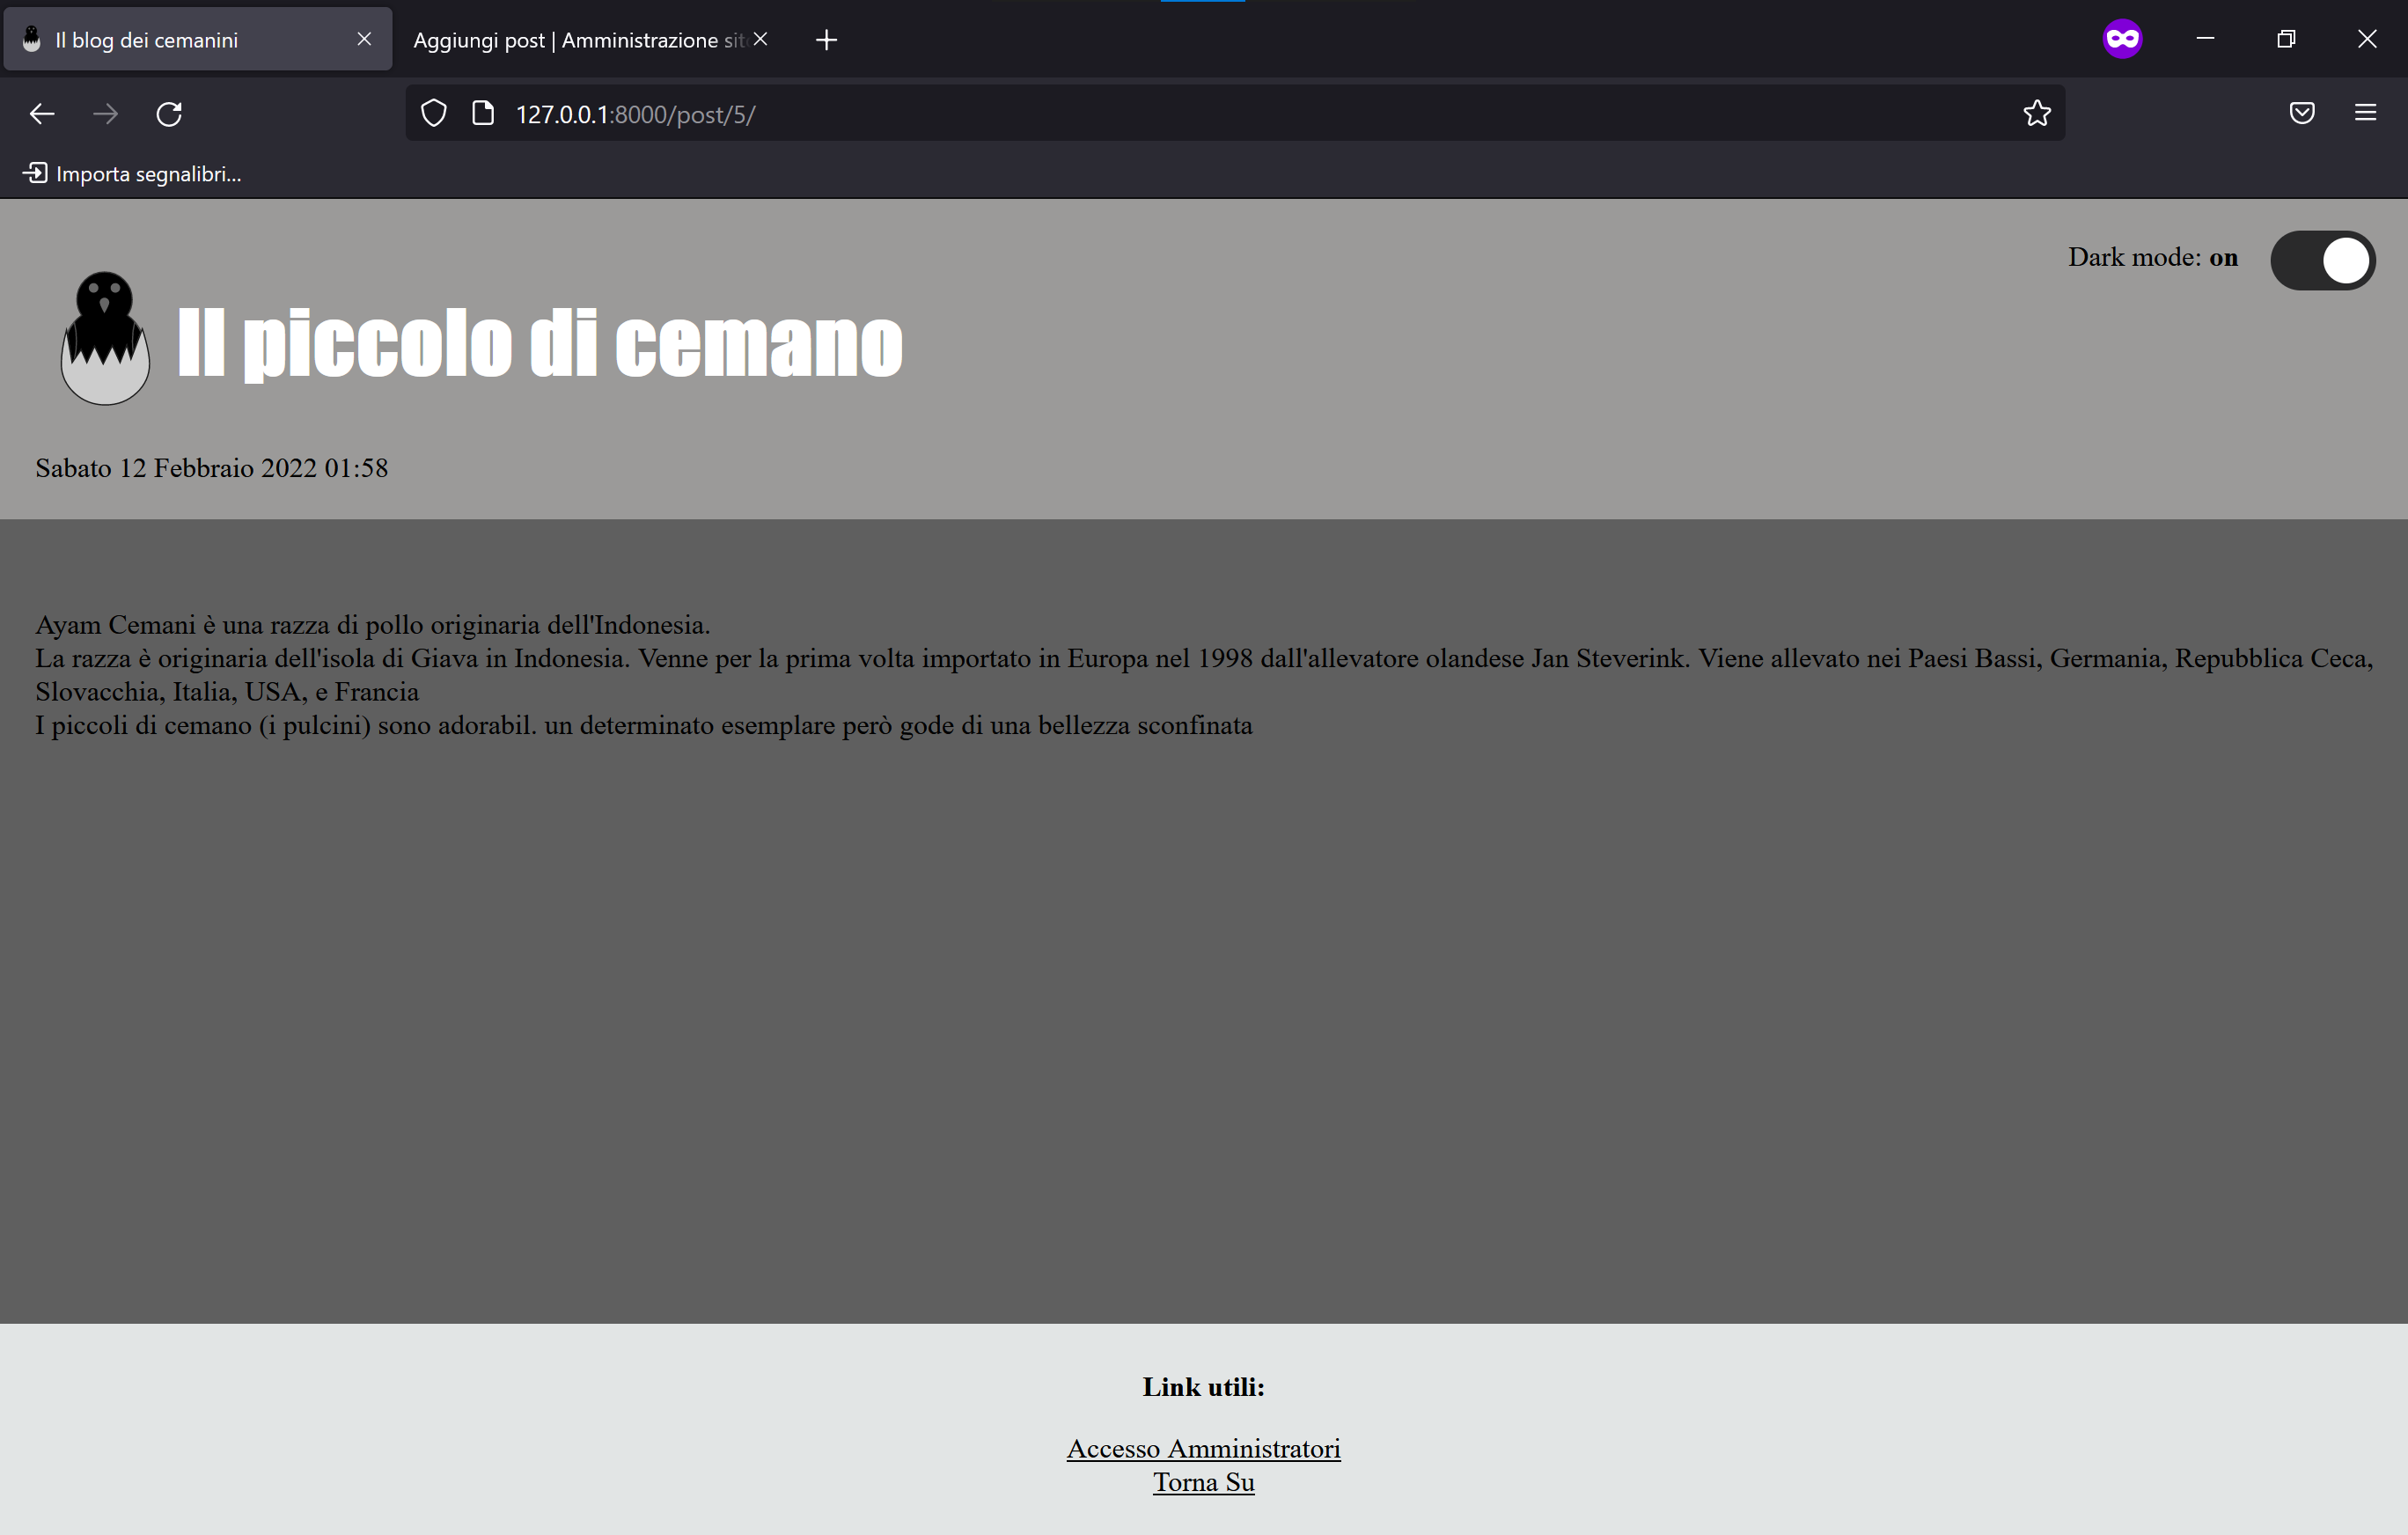 Il blog dei cemanini
Aggiungi post | Amministrazione sit
127.0.0.1:8000/post/5/
Importa segnalibri...
Dark mode: on
Il piccolo di cemano
Sabato 12 Febbraio 2022 01:58
Ayam Cemani è una razza di pollo originaria dell'Indonesia.
La razza è originaria dell'isola di Giava in Indonesia. Venne per la prima volta importato in Europa nel 1998 dall'allevatore olandese Jan Steverink. Viene allevato nei Paesi Bassi, Germania, Repubblica Ceca,
Slovacchia, Italia, USA, e Francia
I piccoli di cemano (i pulcini) sono adorabil. un determinato esemplare però gode di una bellezza sconfinata
Link utili:
Accesso Amministratori
Torna Su